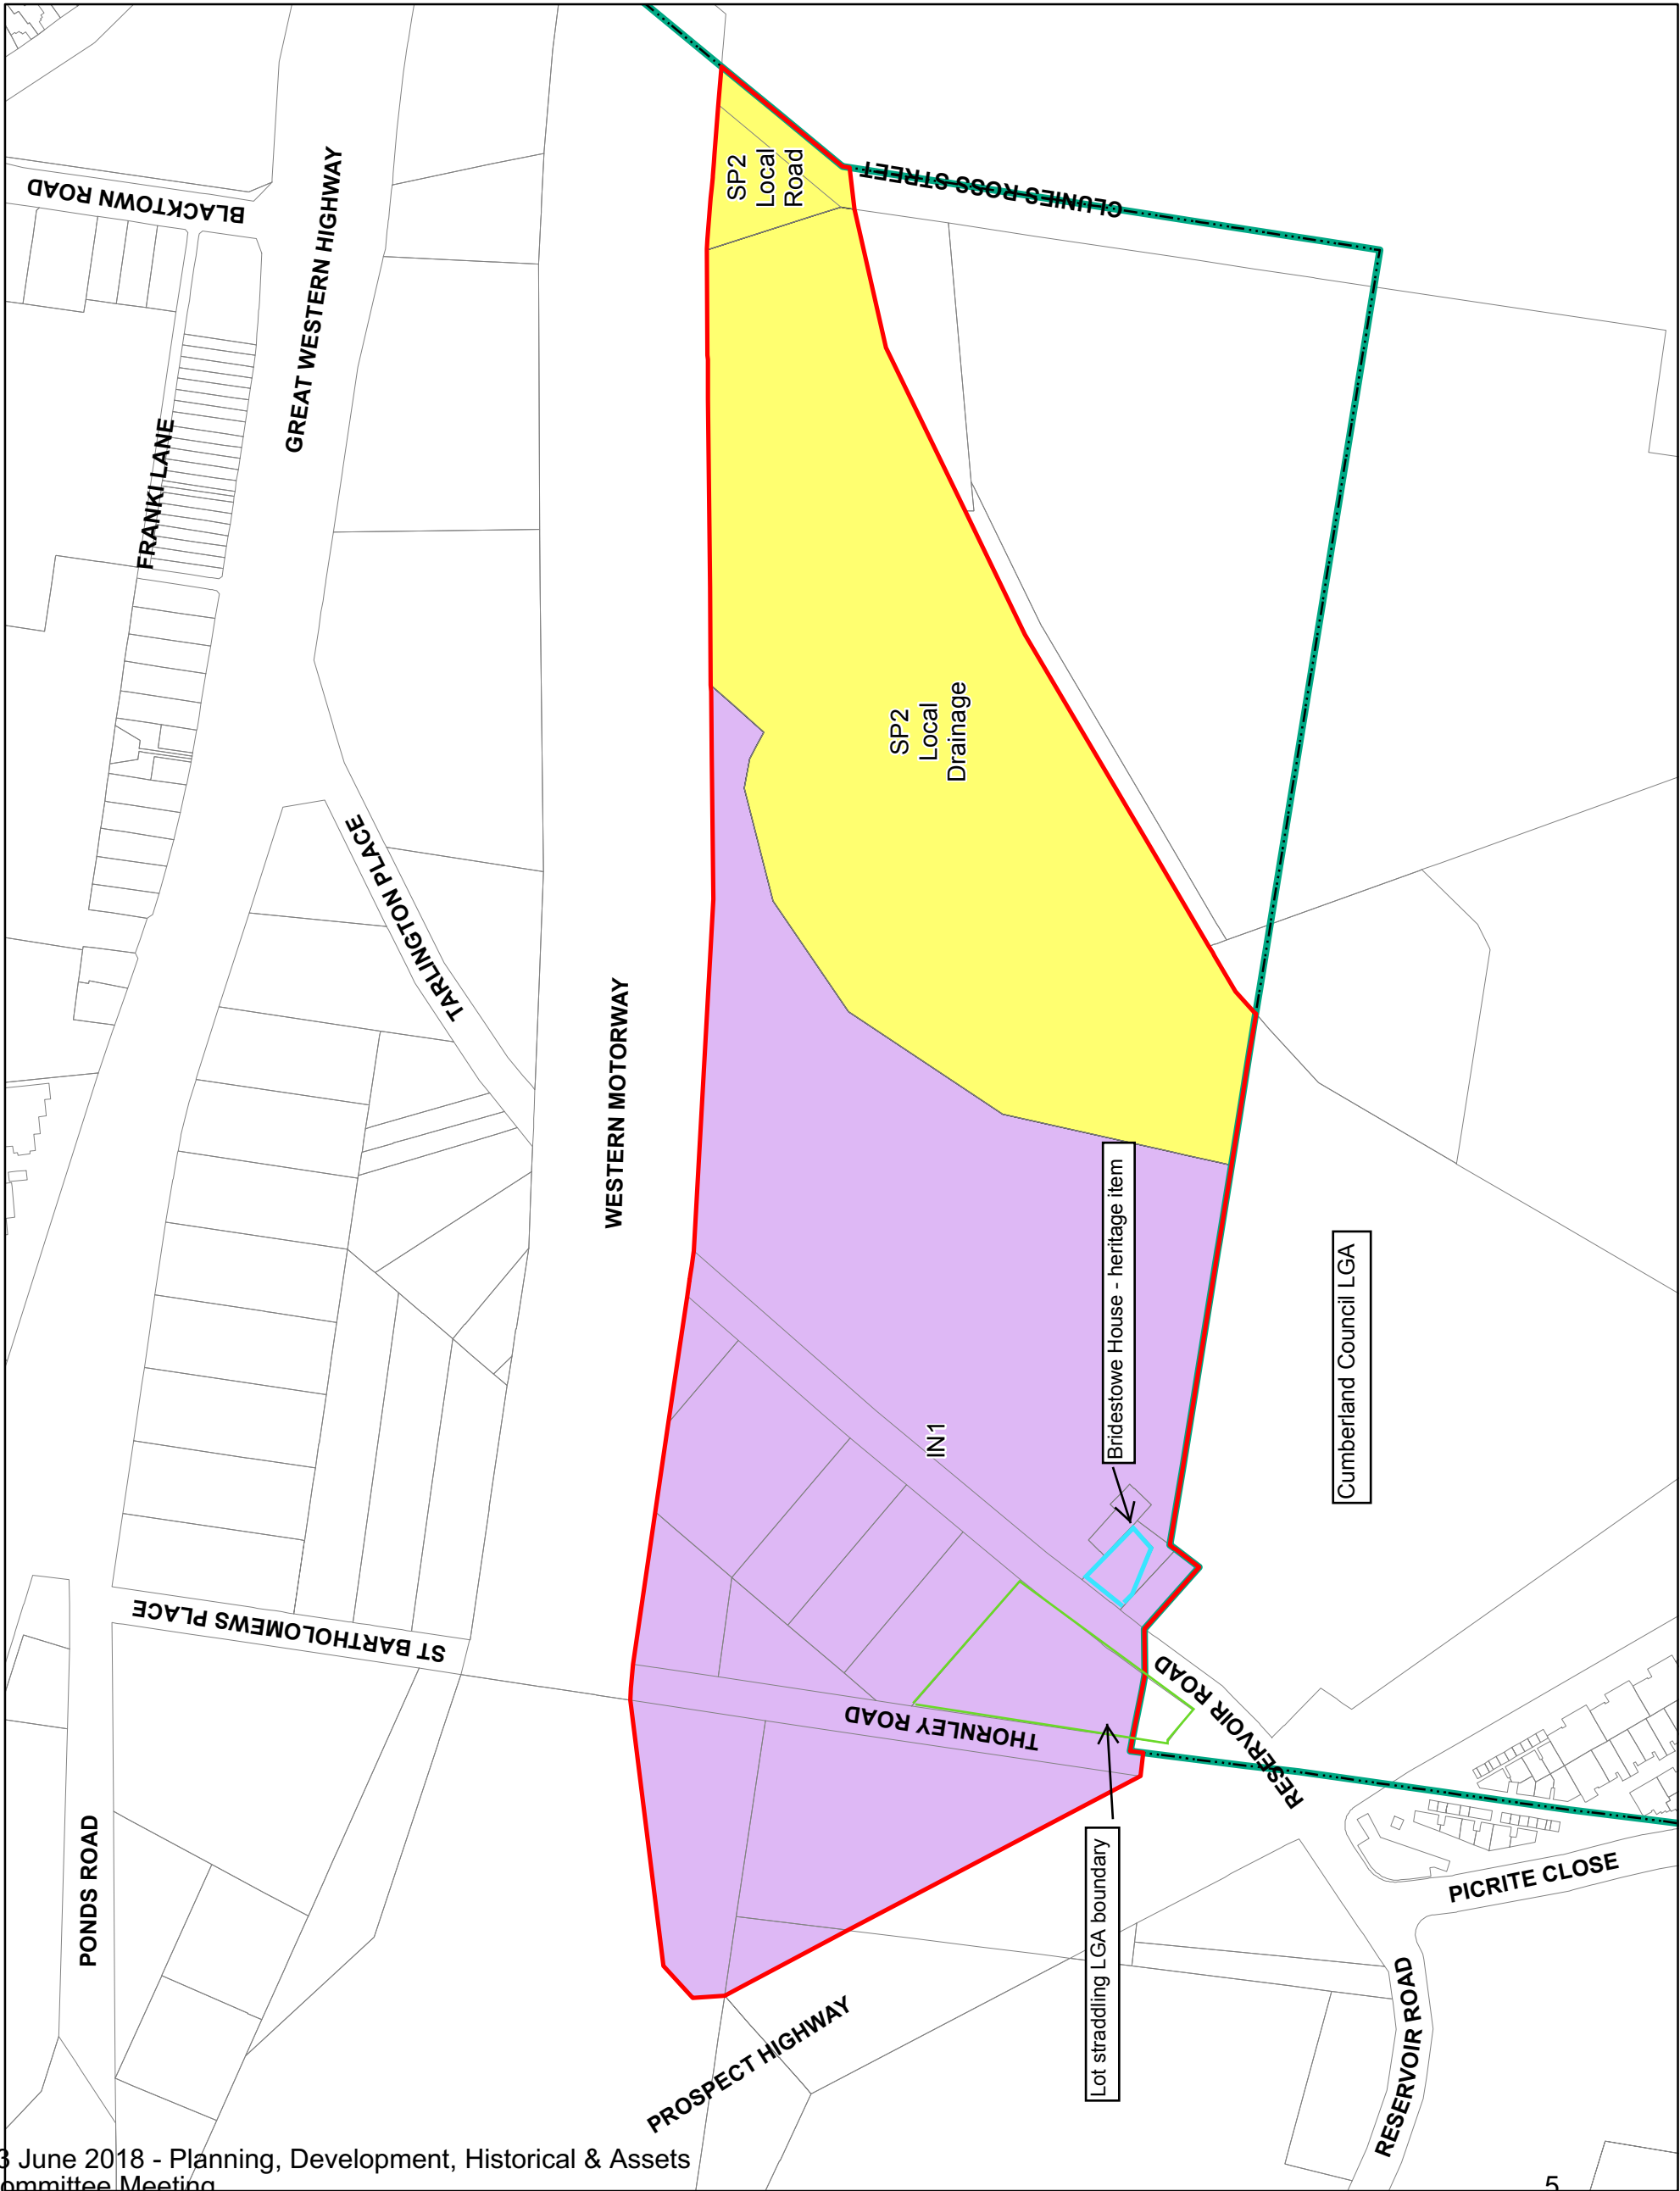 BLACKTOWN ROAD
GREAT WESTERN HIGHWAY
FRANKI LANE
TARLINGTON PLACE
ST BARTHOLOMEWS PLACE
PONDS ROAD
WESTERN MOTORWAY
SP2
Local
Road
CLUNIES ROSS STREET
SP2
Local
Drainage
IN1
Bridestowe House - heritage item
Cumberland Council LGA
THORNLEY ROAD
RESERVOIR ROAD
Lot straddling LGA boundary
PICRITE CLOSE
PROSPECT HIGHWAY
RESERVOIR ROAD
3 June 2018 - Planning, Development, Historical & Assets
ommittee Meeting
5